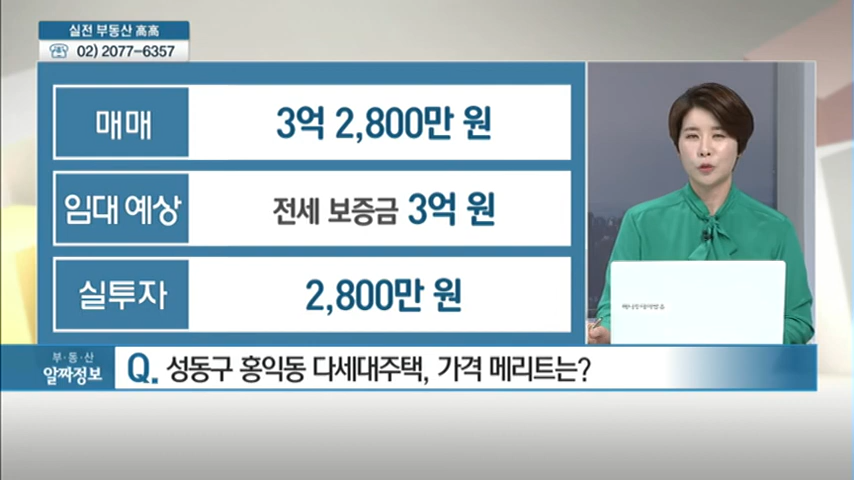 실전 부동산 高高
02) 2077-6357
매매 3억 2,800만 원
임대 예상 전세 보증금 3억 원
실투자 2,800만 원
부·동·산
알짜정보
Q. 성동구 홍익동 다세대주택, 가격 메리트는?